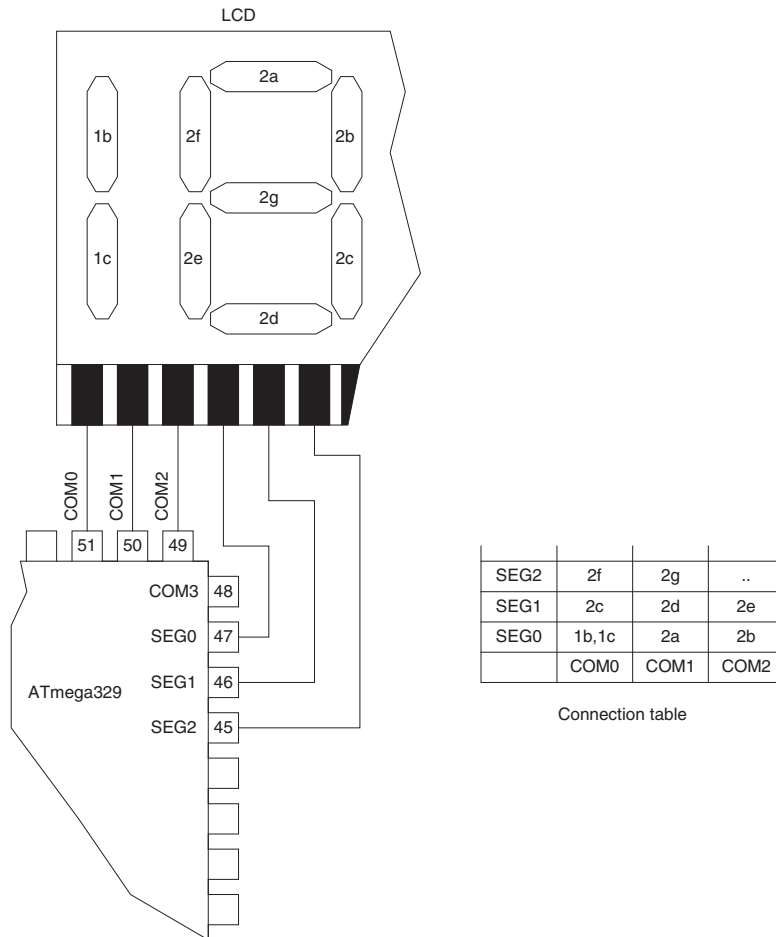 LCD
2a
1b 2f 2b
2g
1c 2e 2c
2d
COM0 COM1 COM2
51 50 49
COM3 48
SEG0 47
SEG1 46
ATmega329
SEG2 45
SEG2 2f 2g ..
SEG1 2c 2d 2e
SEG0 1b,1c 2a 2b
COM0 COM1 COM2
Connection table